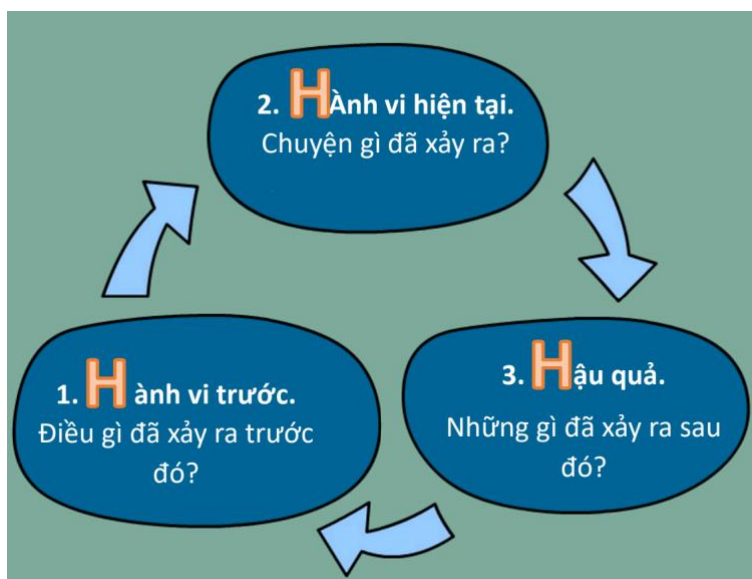 2. HÀnh vi hiện tại.
Chuyện gì đã xảy ra?
1. H ành vi trước.
Điều gì đã xảy ra trước
đó?
3. Hậu quả.
Những gì đã xảy ra sau
đó?